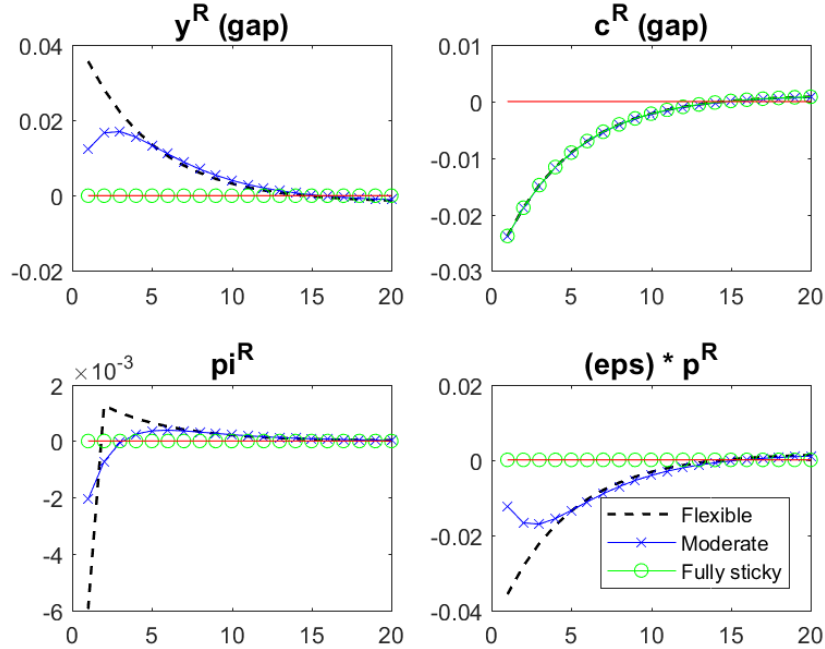 y^R (gap)
0.04
0.02
0
-0.02
0 5 10 15 20
c^R (gap)
0.01
0
-0.01
-0.02
-0.03
0 5 10 15 20
pi^R
×10^-3
2
0
-2
-4
-6
0 5 10 15 20
(eps) * p^R
0.02
0
-0.02
-0.04
0 5 10 15 20
Flexible
Moderate
Fully sticky